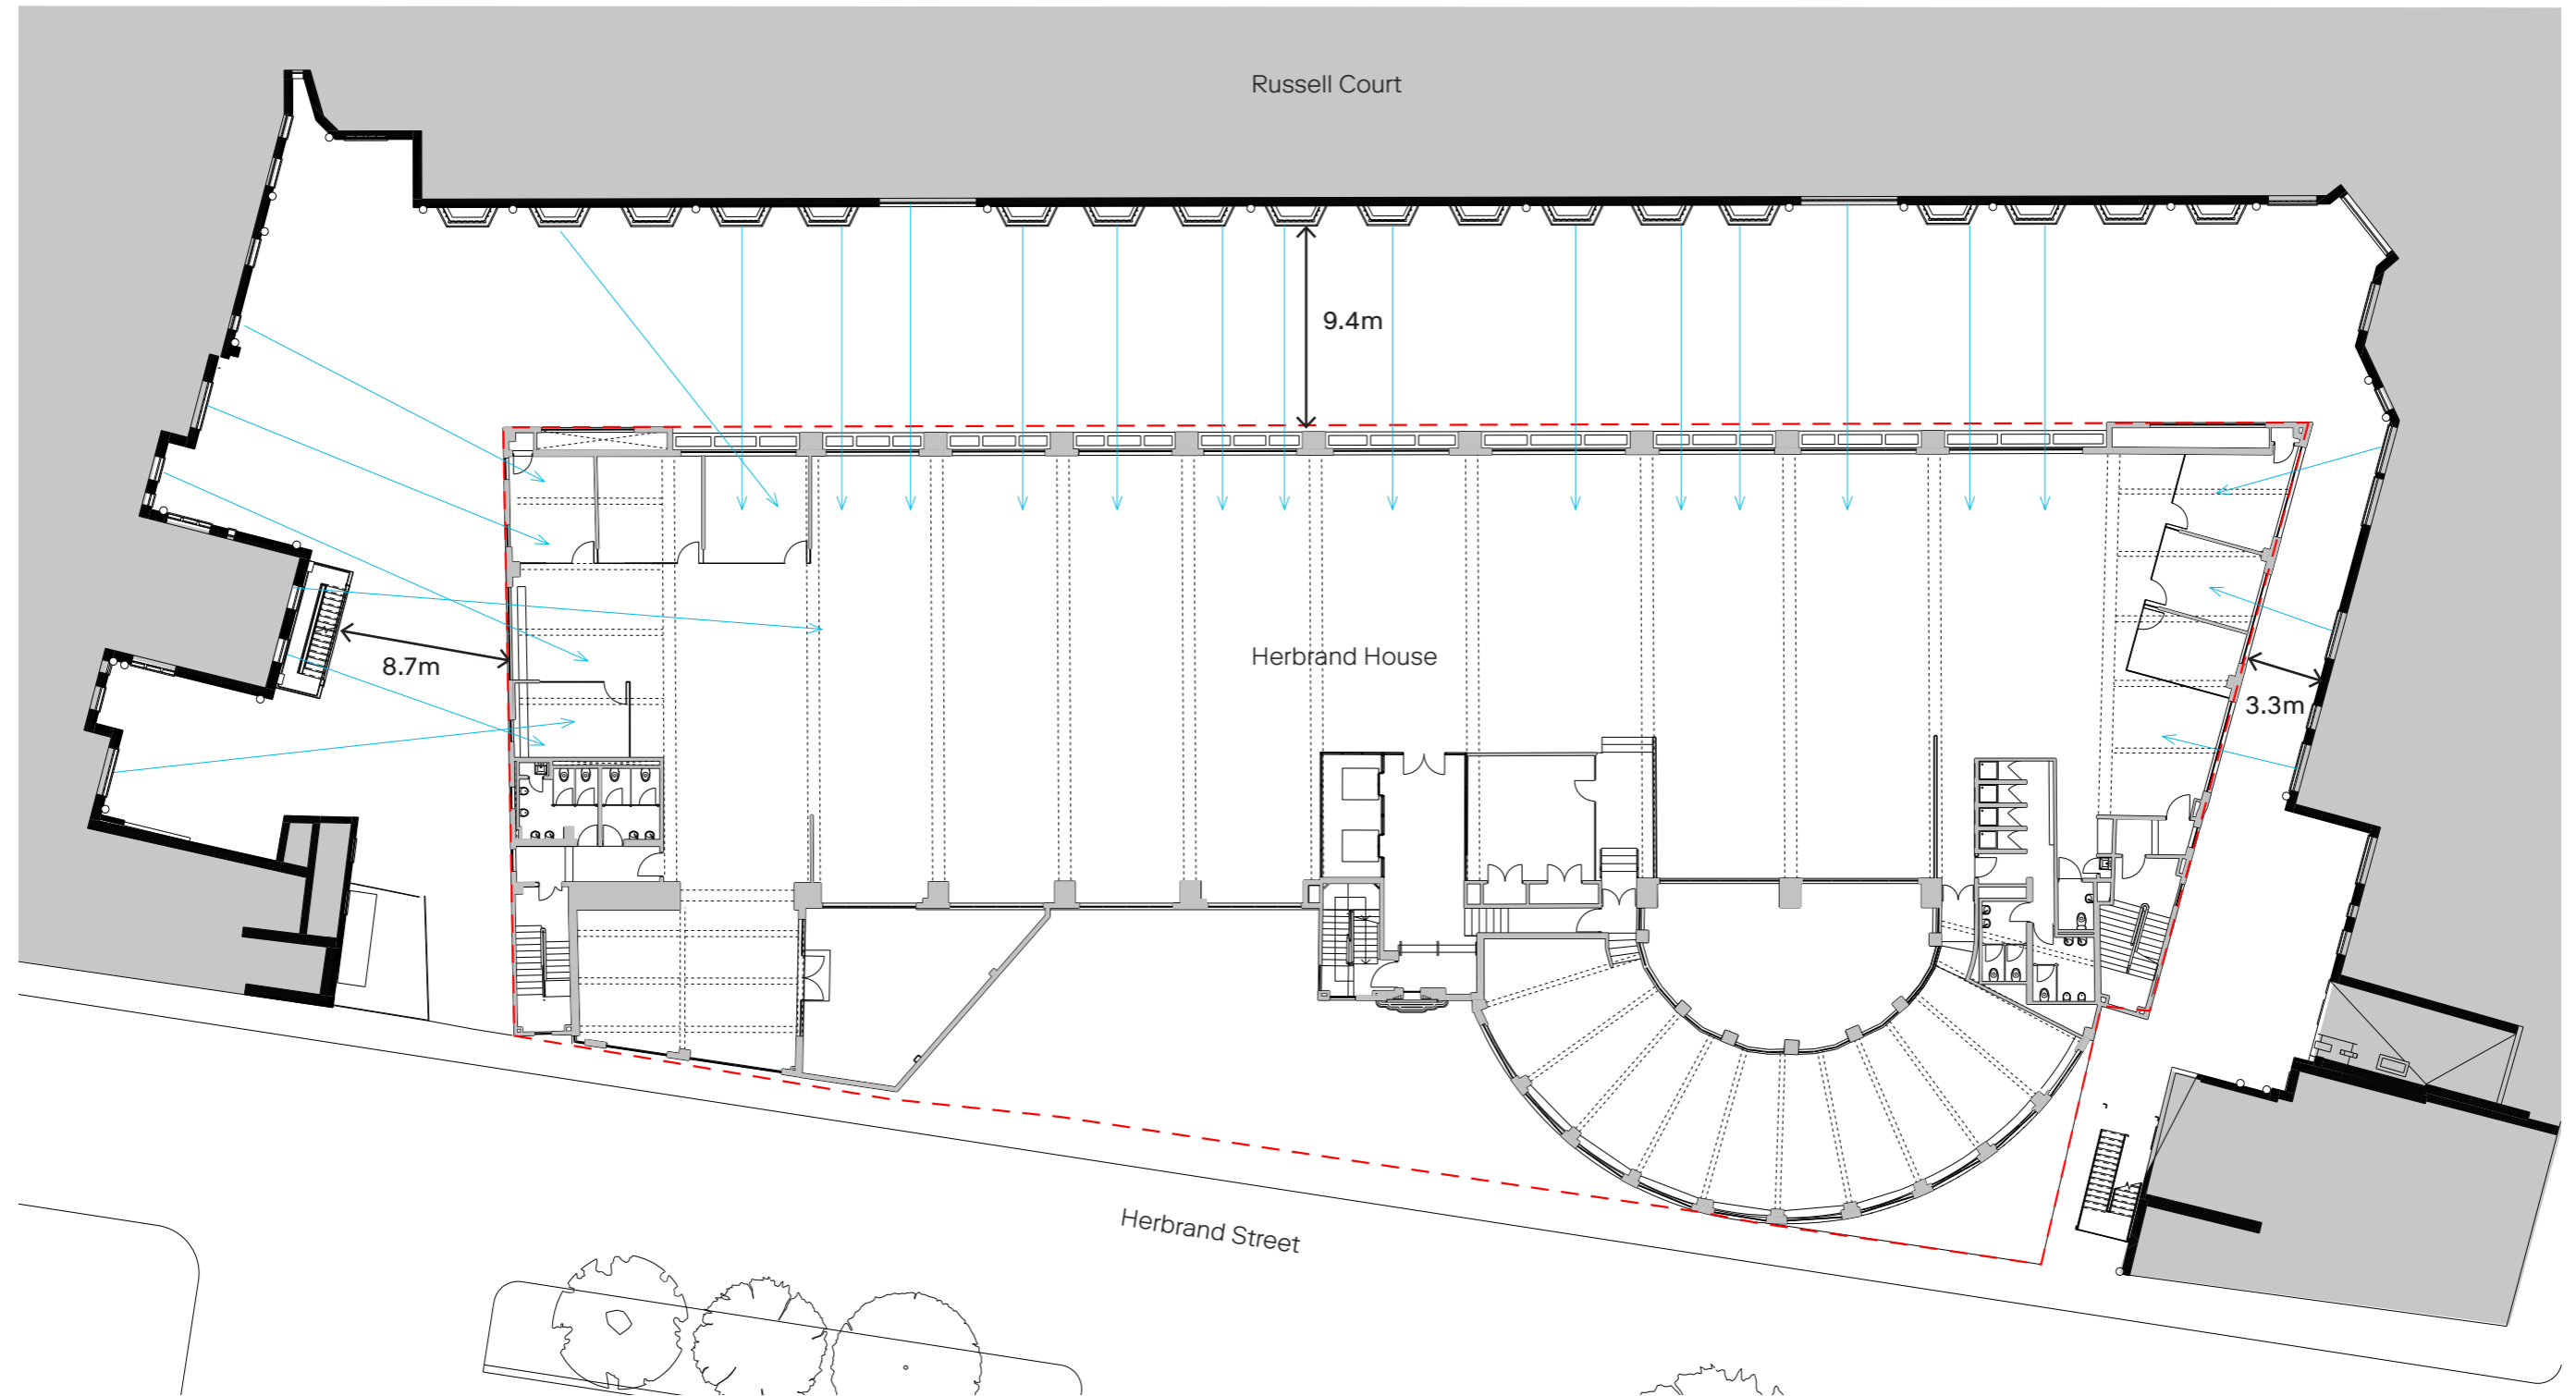 Russell Court
9.4m
Herbrand House
8.7m
3.3m
Herbrand Street